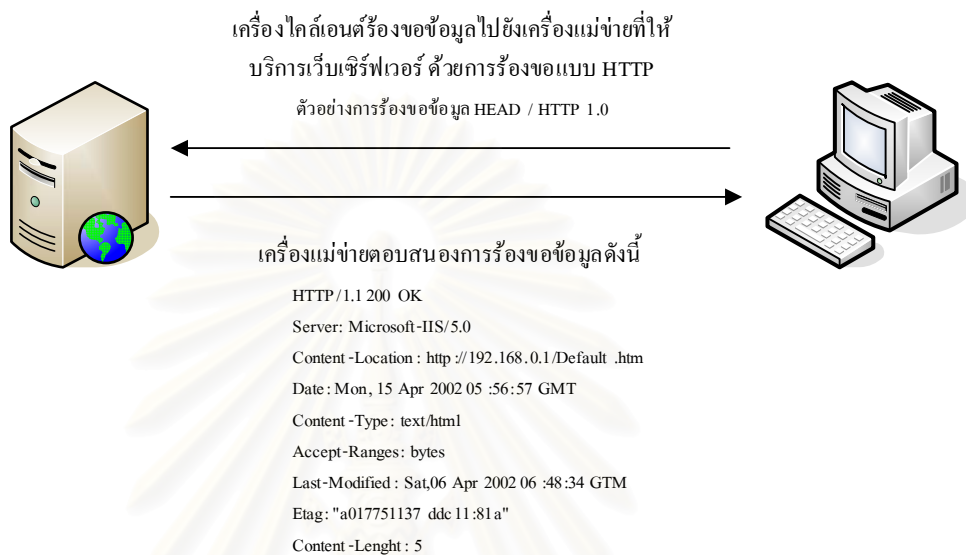 เครื่องไคล์เอนต์ร้องขอข้อมูลไปยังเครื่องแม่ข่ายที่ให้
บริการเว็บเซิร์ฟเวอร์ ด้วยการร้องขอแบบ HTTP
ตัวอย่างการร้องขอข้อมูล HEAD / HTTP 1.0
เครื่องแม่ข่ายตอบสนองการร้องขอข้อมูลดังนี้
HTTP/1.1 200 OK
Server: Microsoft-IIS/5.0
Content-Location : http ://192.168.0.1/Default .htm
Date : Mon, 15 Apr 2002 05 :56:57 GMT
Content -Type : text/html
Accept-Ranges: bytes
Last-Modified : Sat,06 Apr 2002 06 :48:34 GTM
Etag: "a017751137 ddc11:81a"
Content-Lenght : 5